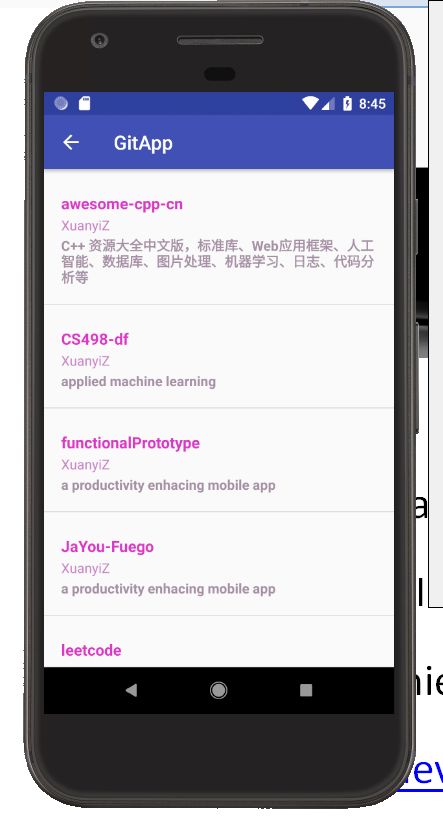 8:45
GitApp
awesome-cpp-cn
XuanyiZ
C++ 资源大全中文版，标准库、Web应用框架、人工
智能、数据库、图片处理、机器学习、日志、代码分
析等
CS498-df
XuanyiZ
applied machine learning
functionalPrototype
XuanyiZ
a productivity enhacing mobile app
JaYou-Fuego
XuanyiZ
a productivity enhacing mobile app
leetcode